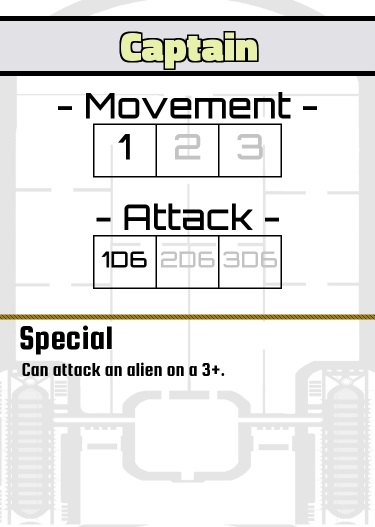 Captain
- Movement -
1 2 3
- Attack -
1D6 2D6 3D6
Special
Can attack an alien on a 3+.